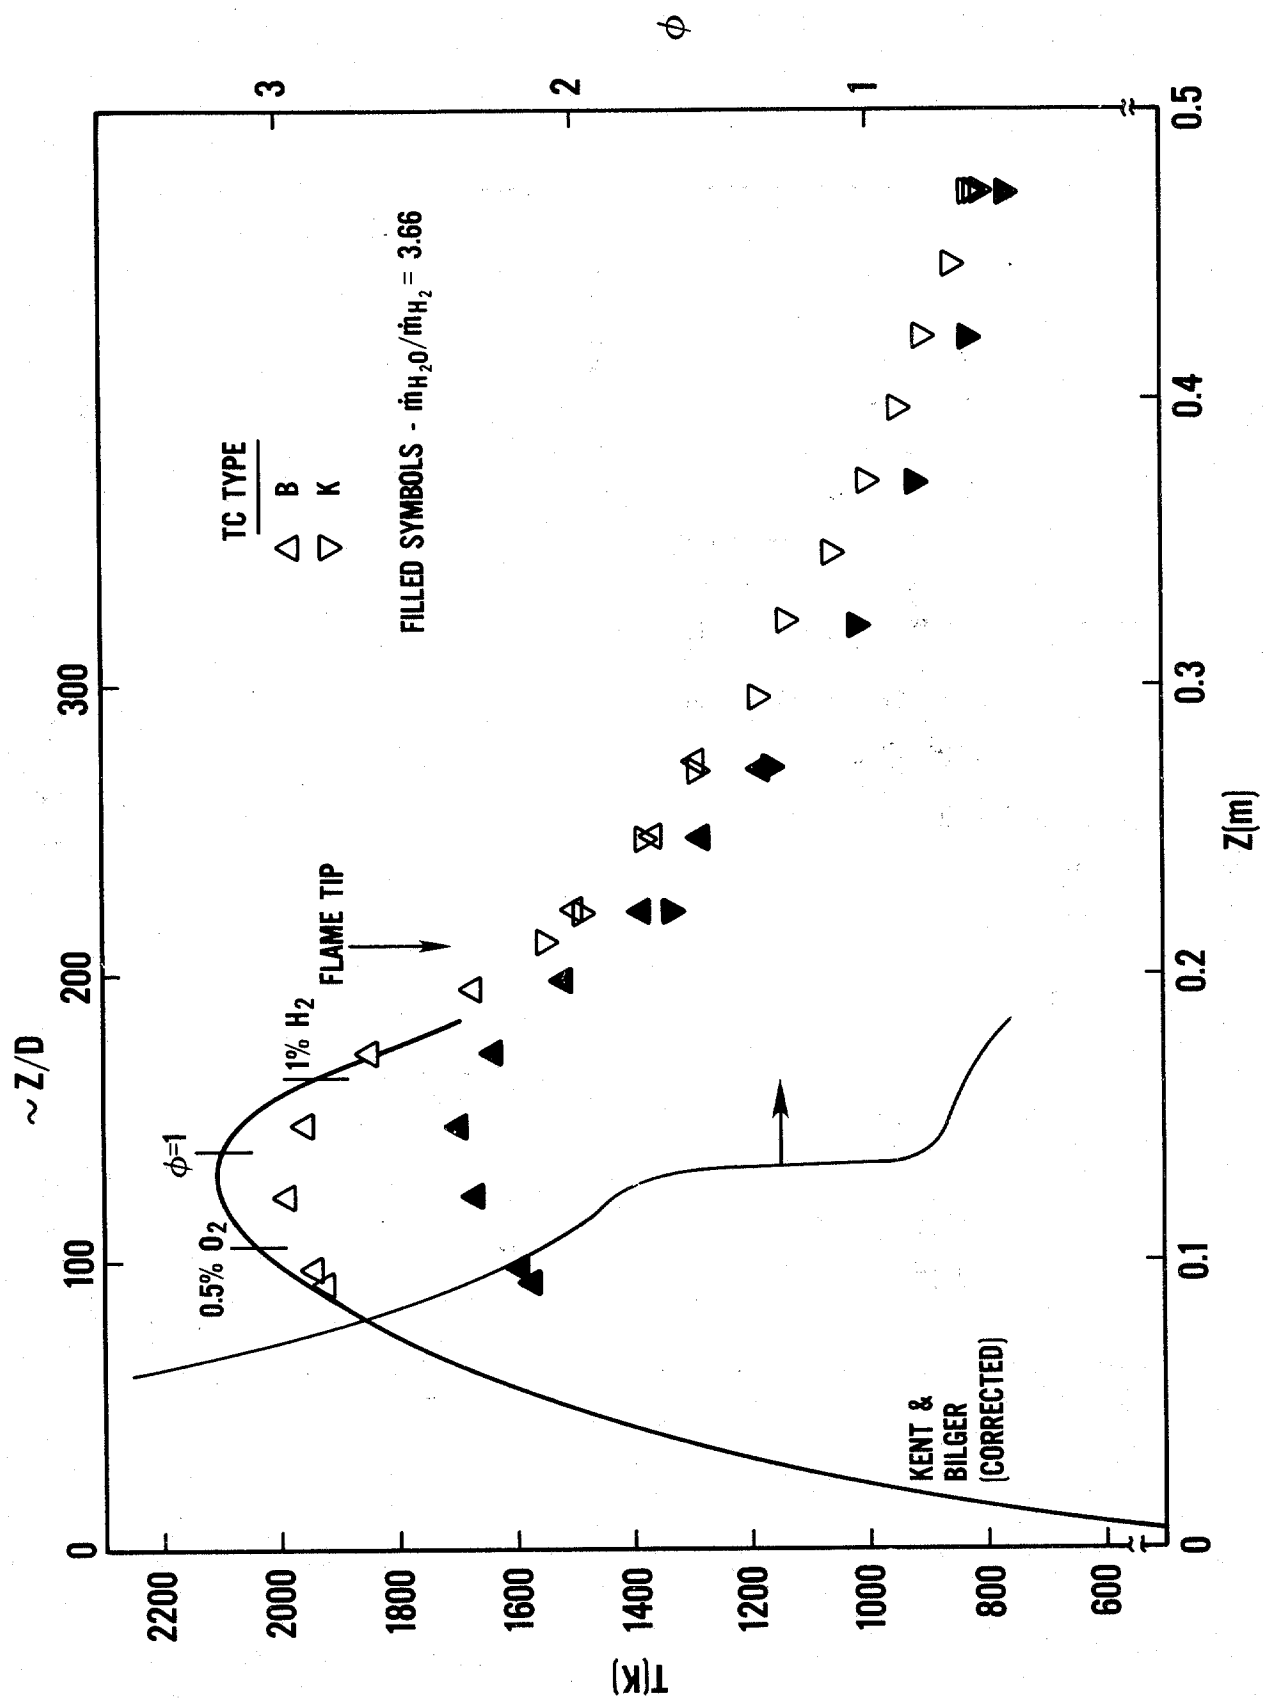 ~ Z/D
0
100
200
300
T(K)
2200
2000
1800
1600
1400
1200
1000
800
600
ϕ
3
2
1
Z(m)
0
0.1
0.2
0.3
0.4
0.5
TC TYPE
△ B
▽ K
FILLED SYMBOLS - ṁH₂O/ṁH₂ = 3.66
FLAME TIP
1% H₂
ϕ=1
0.5% O₂
KENT &
BILGER
(CORRECTED)